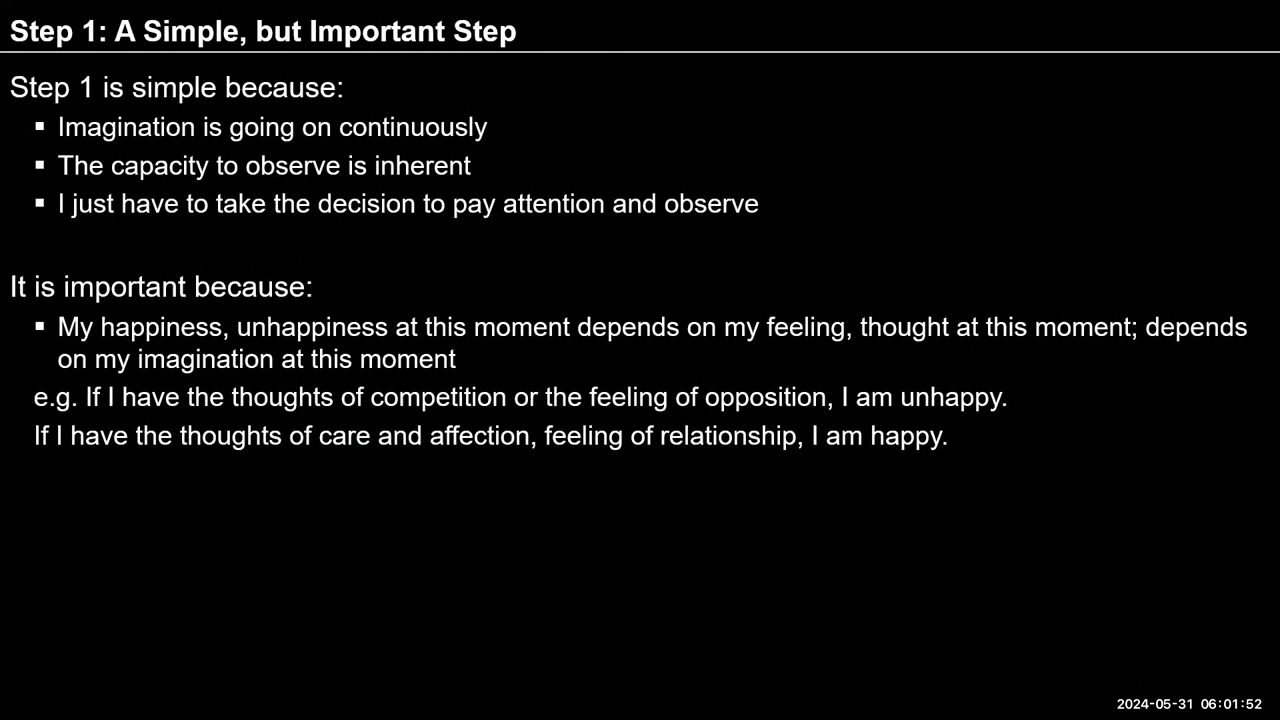 Step 1: A Simple, but Important Step
Step 1 is simple because:
▪ Imagination is going on continuously
▪ The capacity to observe is inherent
▪ I just have to take the decision to pay attention and observe
It is important because:
▪ My happiness, unhappiness at this moment depends on my feeling, thought at this moment; depends
on my imagination at this moment
e.g. If I have the thoughts of competition or the feeling of opposition, I am unhappy.
If I have the thoughts of care and affection, feeling of relationship, I am happy.
2024-05-31 06:01:52